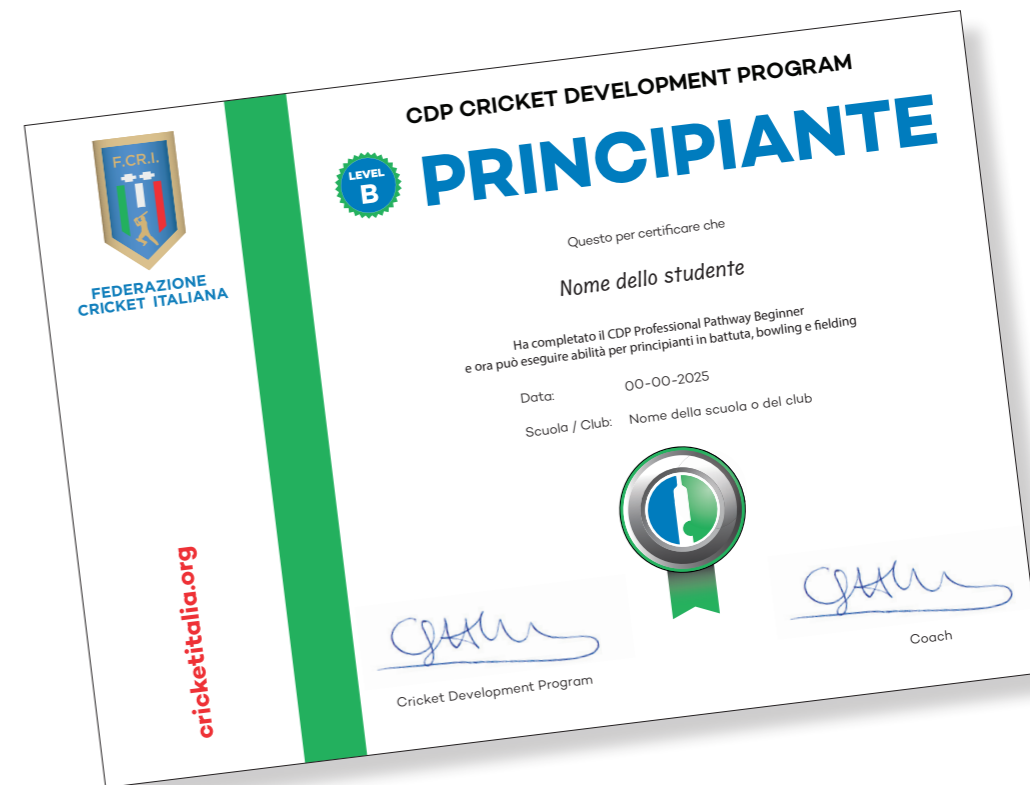 F.CR.I.
FEDERAZIONE
CRICKET ITALIANA
cricketitalia.org
CDP CRICKET DEVELOPMENT PROGRAM
LEVEL
B
PRINCIPIANTE
Questo per certificare che
Nome dello studente
Ha completato il CDP Professional Pathway Beginner
e ora può eseguire abilità per principianti in battuta, bowling e fielding
Data: 00-00-2025
Scuola / Club: Nome della scuola o del club
Cricket Development Program
Coach